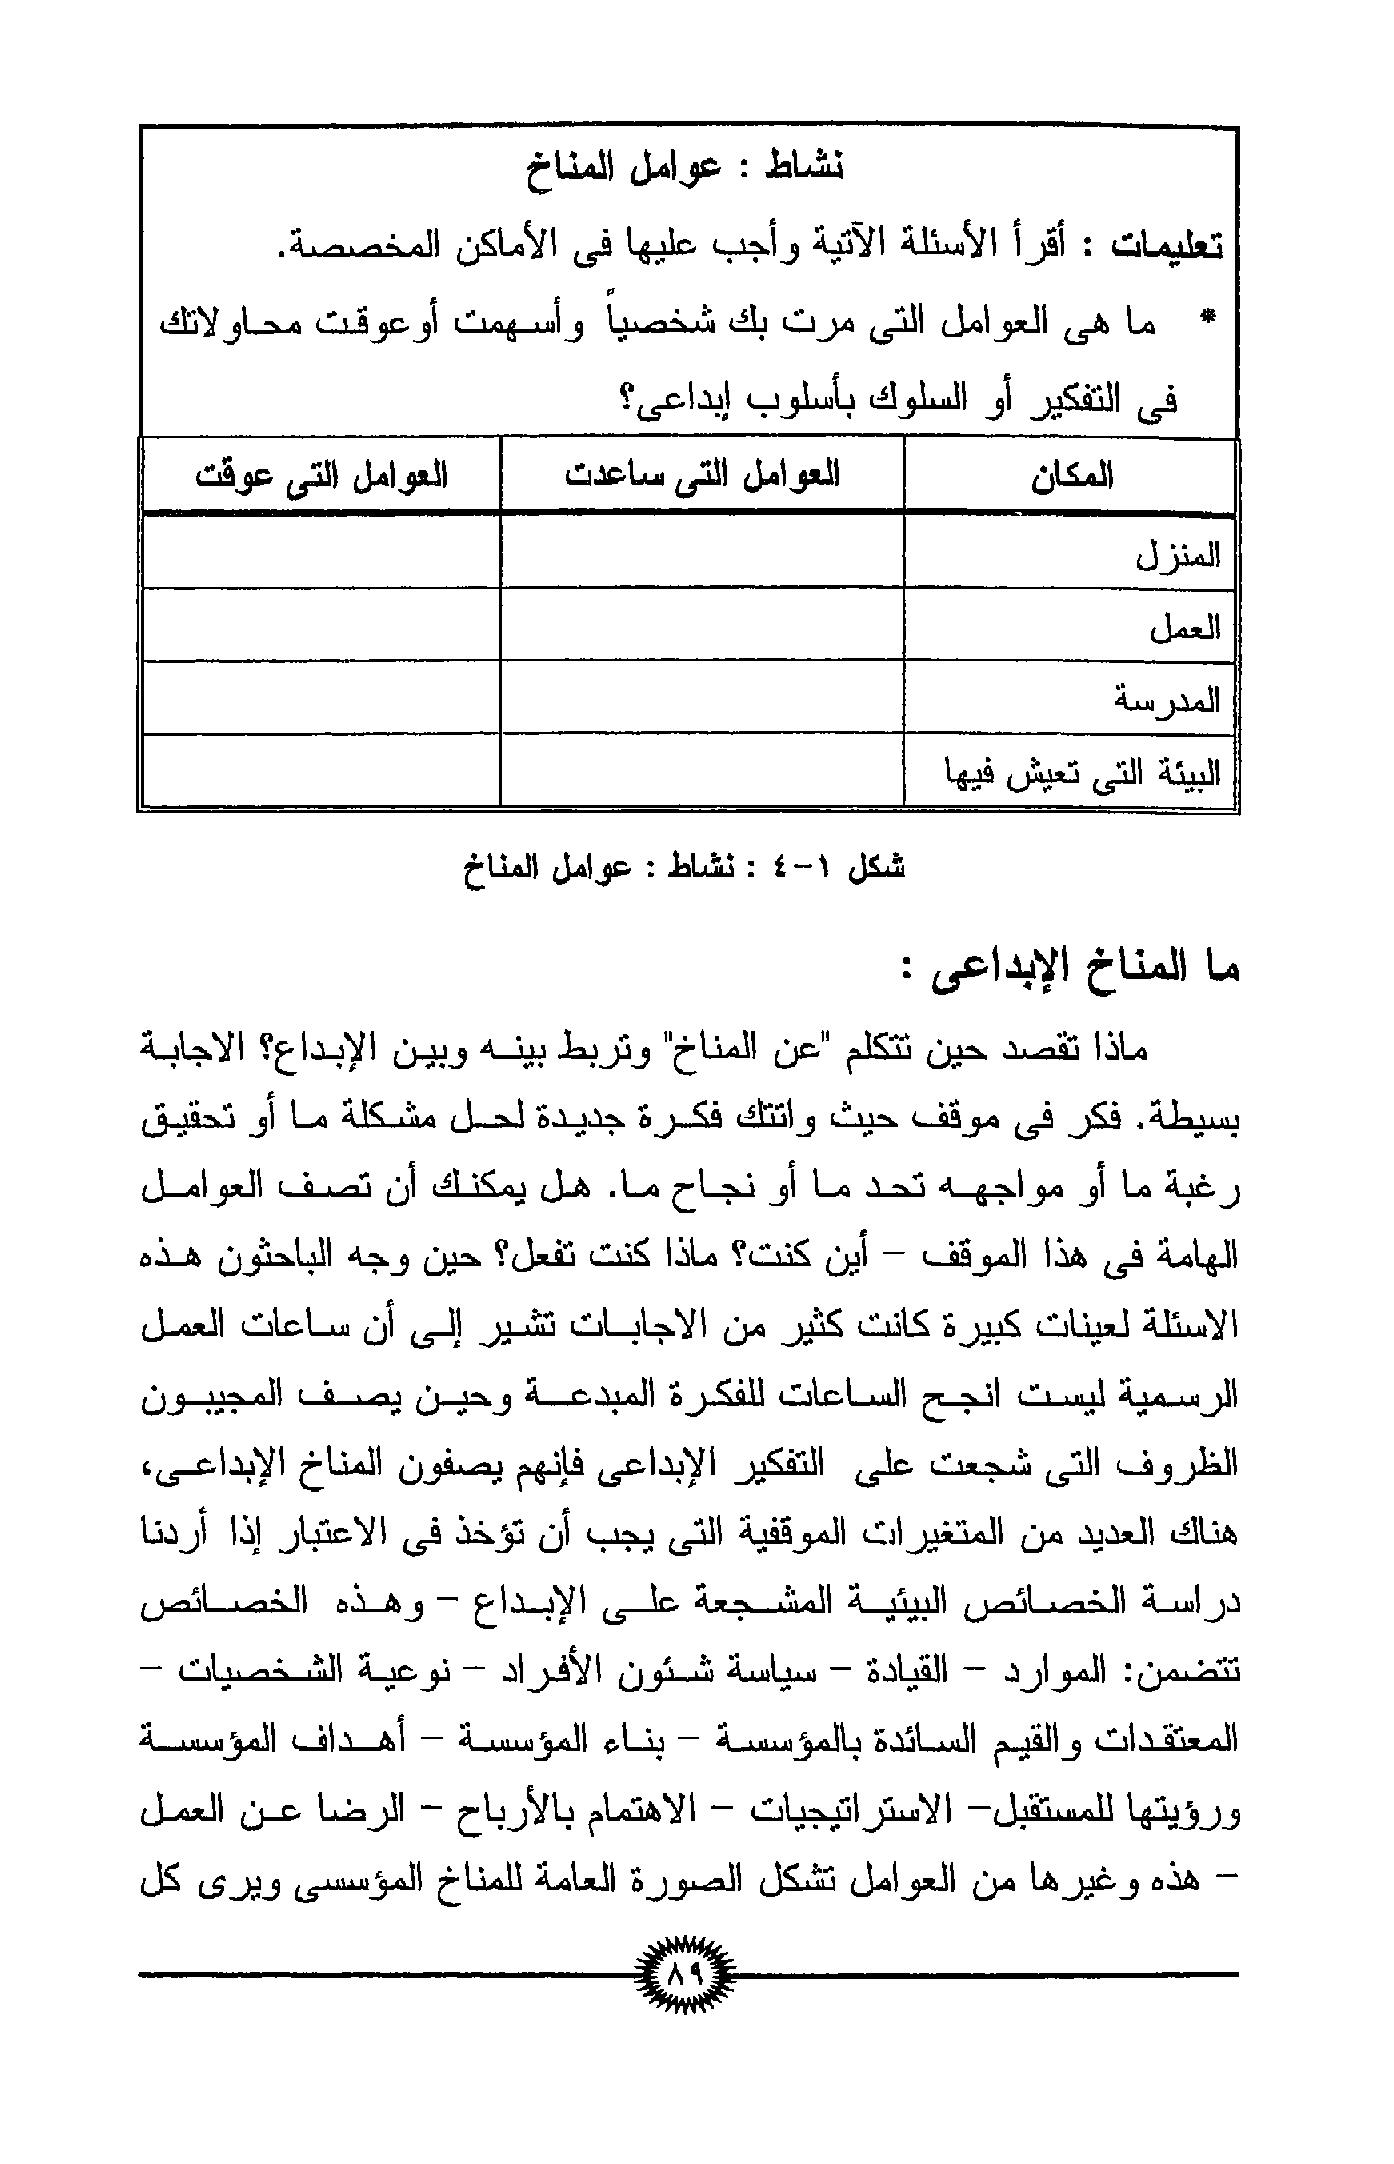 نشاط : عوامل المناخ
تعليمات : أقرأ الأسئلة الآتية وأجب عليها فى الأماكن المخصصة.
* ما هى العوامل التى مرت بك شخصياً وأسهمت أوعوقت محاولاتك
فى التفكير أو السلوك بأسلوب إبداعى؟
المكان العوامل التى ساعدت العوامل التى عوقت
المنزل
العمل
المدرسة
البيئة التى تعيش فيها
شكل ١-٤ : نشاط : عوامل المناخ
ما المناخ الإبداعى :
ماذا تقصد حين نتكلم "عن المناخ" وتربط بينه وبين الإبداع؟ الاجابة
بسيطة. فكر فى موقف حيث واتتك فكرة جديدة لحل مشكلة ما أو تحقيق
رغبة ما أو مواجهه تحد ما أو نجاح ما. هل يمكنك أن تصف العوامل
الهامة فى هذا الموقف - أين كنت؟ ماذا كنت تفعل؟ حين وجه الباحثون هذه
الاسئلة لعينات كبيرة كانت كثير من الاجابات تشير إلى أن ساعات العمل
الرسمية ليست انجح الساعات للفكرة المبدعة وحين يصف المجيبون
الظروف التى شجعت على التفكير الإبداعى فإنهم يصفون المناخ الإبداعى،
هناك العديد من المتغيرات الموقفية التى يجب أن تؤخذ فى الاعتبار إذا أردنا
دراسة الخصائص البيئية المشجعة على الإبداع - وهذه الخصائص
تتضمن: الموارد - القيادة - سياسة شئون الأفراد - نوعية الشخصيات -
المعتقدات والقيم السائدة بالمؤسسة - بناء المؤسسة - أهداف المؤسسة
ورؤيتها للمستقبل- الاستراتيجيات - الاهتمام بالأرباح - الرضا عن العمل
- هذه وغيرها من العوامل تشكل الصورة العامة للمناخ المؤسسى ويرى كل
٨٩